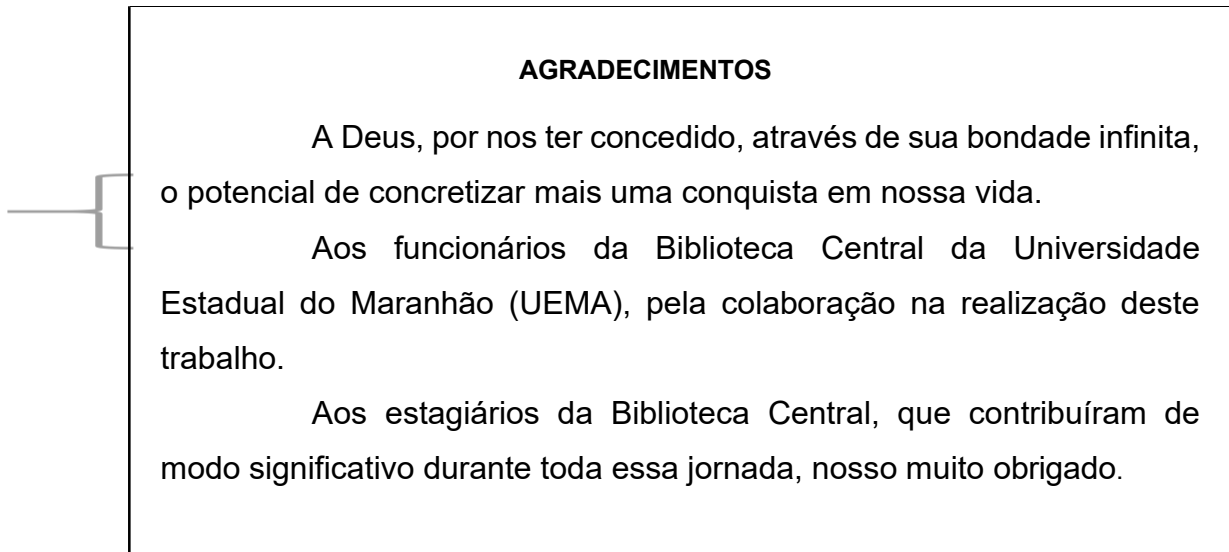 AGRADECIMENTOS
A Deus, por nos ter concedido, através de sua bondade infinita,
o potencial de concretizar mais uma conquista em nossa vida.
Aos funcionários da Biblioteca Central da Universidade
Estadual do Maranhão (UEMA), pela colaboração na realização deste
trabalho.
Aos estagiários da Biblioteca Central, que contribuíram de
modo significativo durante toda essa jornada, nosso muito obrigado.